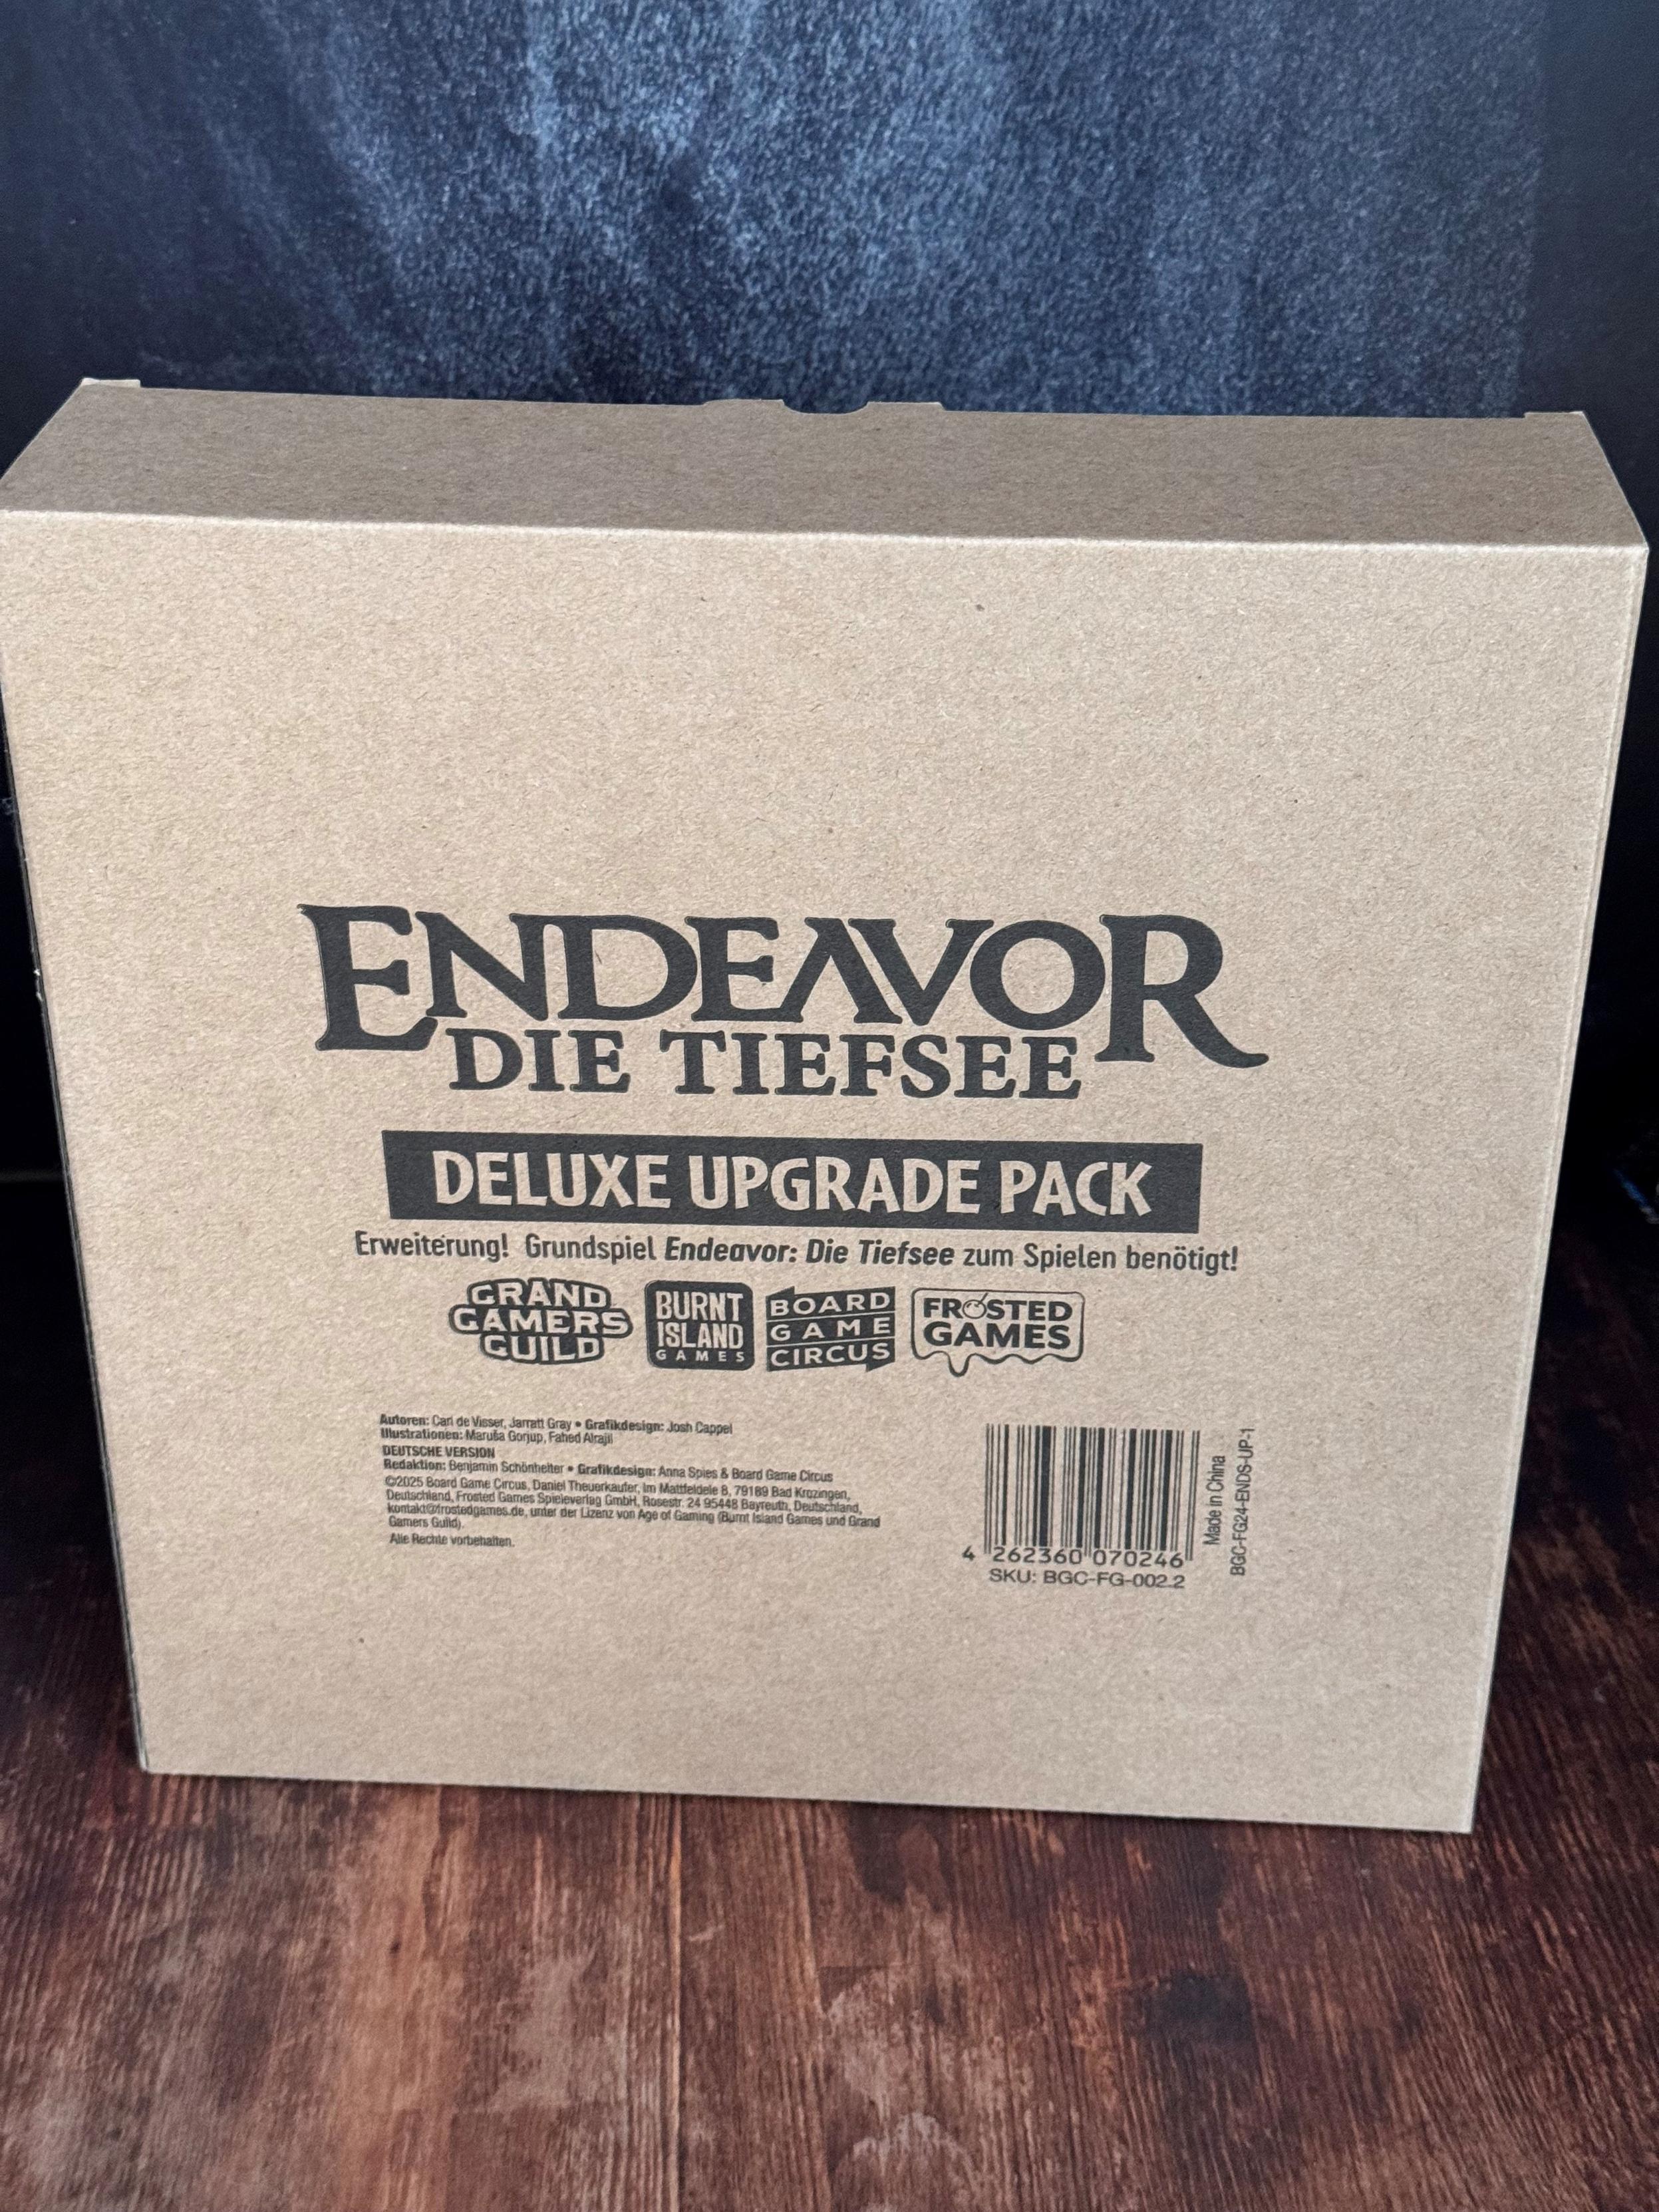 ENDEAVOR
DIE TIEFSEE
DELUXE UPGRADE PACK
Erweiterung! Grundspiel Endeavor: Die Tiefsee zum Spielen benötigt!
GRAND
GAMERS
GUILD
BURNT
ISLAND
GAMES
BOARD
GAME
CIRCUS
FROSTED
GAMES
Autoren: Carl de Visser, Jarratt Gray • Grafikdesign: Josh Cappel
Illustrationen: Maruša Gorjup, Fahed Alrajil
DEUTSCHE VERSION
Redaktion: Benjamin Schönheiter • Grafikdesign: Anna Spies & Board Game Circus
©2025 Board Game Circus, Daniel Theuerkaufer, Im Mattfeldele 8, 79189 Bad Krozingen,
Deutschland, Frosted Games Spieleverlag GmbH, Rosestr. 24 95448 Bayreuth, Deutschland,
kontakt@frostedgames.de, unter der Lizenz von Age of Gaming (Burnt Island Games und Grand
Gamers Guild).
Alle Rechte vorbehalten.
4 262360 070246
SKU: BGC-FG-002.2
Made in China
BGC-FG24-ENDS-UP-1